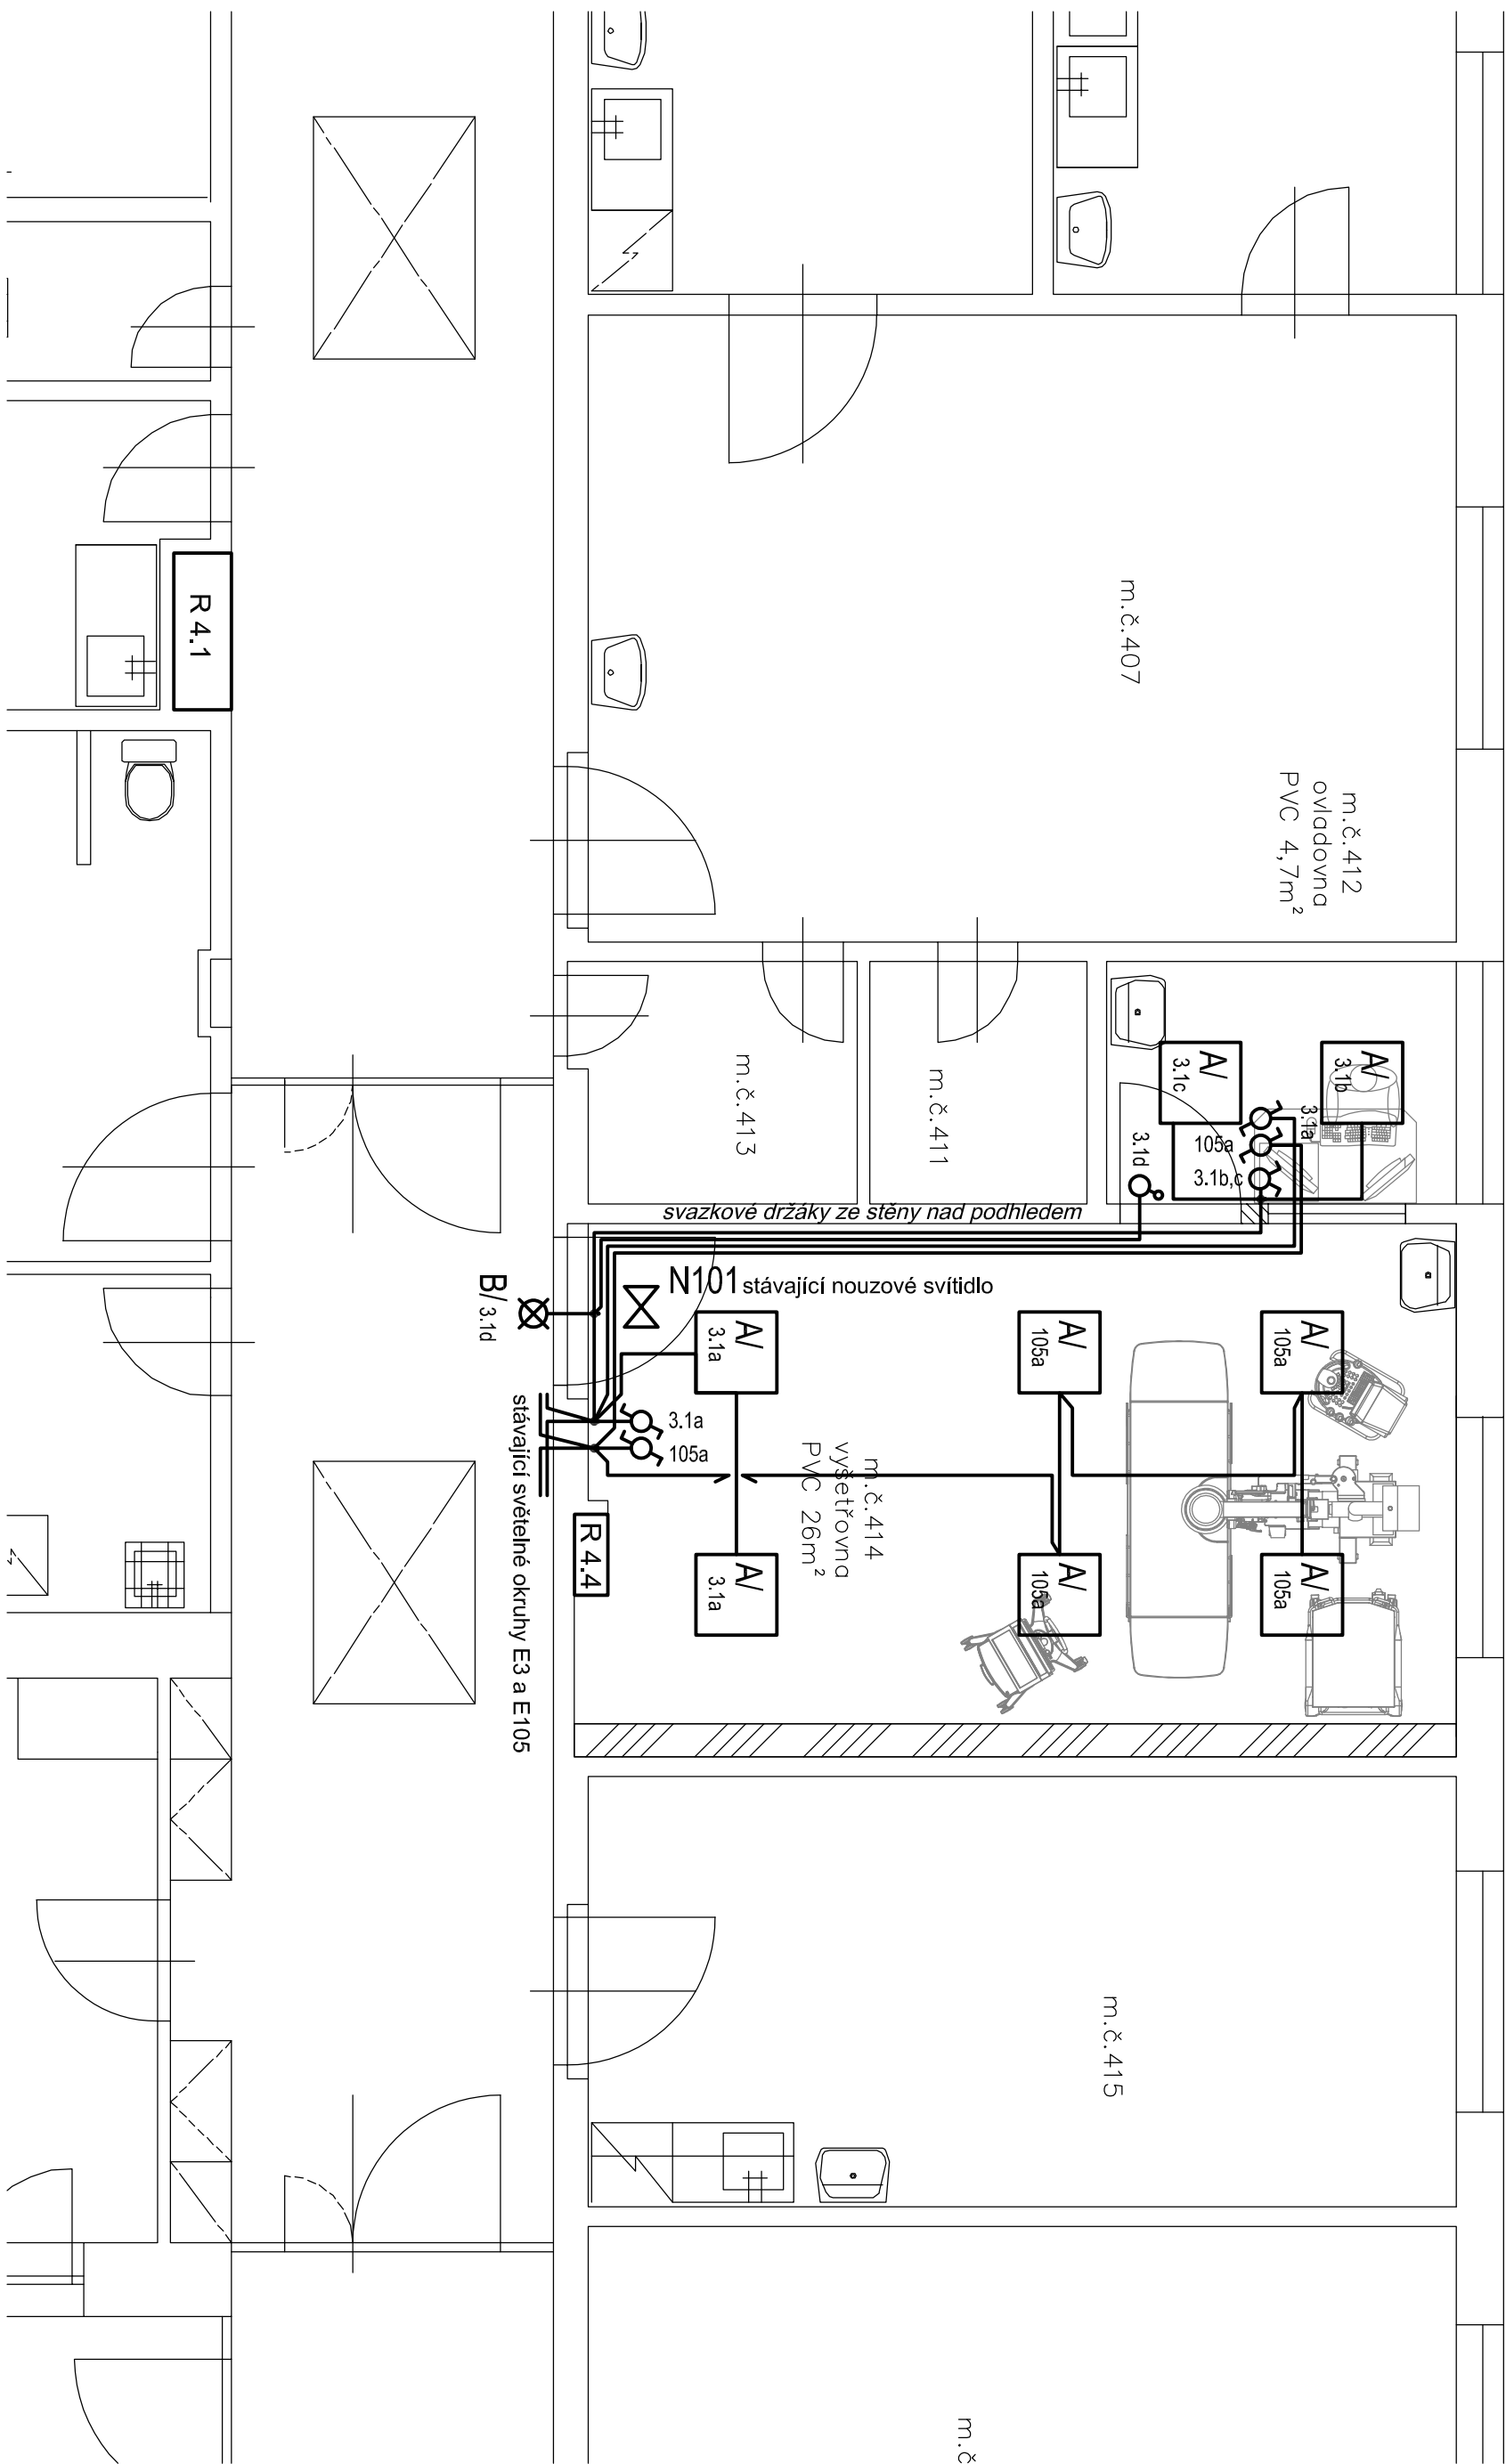 R 4.1
m.č.407
m.č.412
ovladovna
PVC 4,7m²
m.č.413
m.č.411
A/
3.1c
A/
3.1b
3.1a
105a
3.1b,c
3.1d
svazkové držáky ze stěny nad podhledem
N101 stávající nouzové svítidlo
B/ 3.1d
A/
3.1a
A/
105a
A/
105a
3.1a
105a
stávající světelné okruhy E3 a E105
R 4.4
m.č.414
vyšetřovna
PVC 26m²
A/
3.1a
A/
105a
A/
105a
m.č.415
m.č